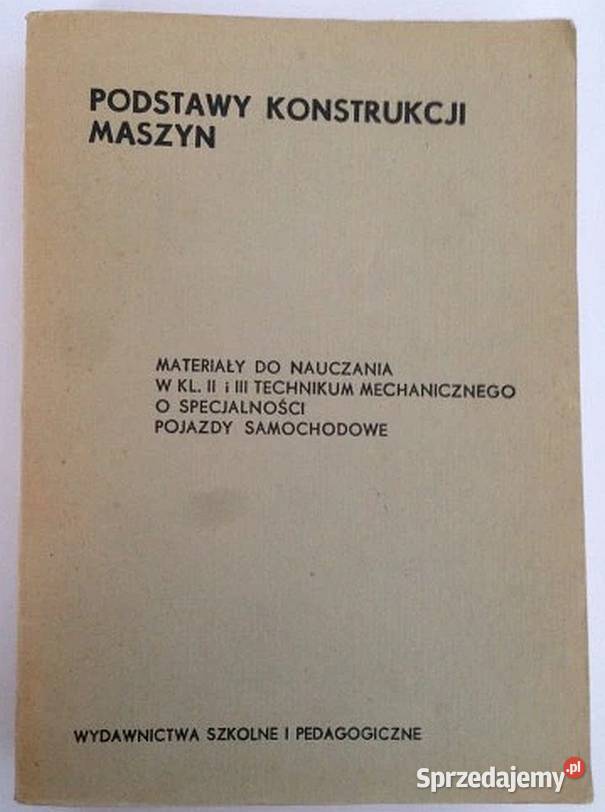 PODSTAWY KONSTRUKCJI
MASZYN
MATERIAŁY DO NAUCZANIA
W KL. II i III TECHNIKUM MECHANICZNEGO
O SPECJALNOŚCI
POJAZDY SAMOCHODOWE
WYDAWNICTWA SZKOLNE I PEDAGOGICZNE
Sprzedajemy.pl